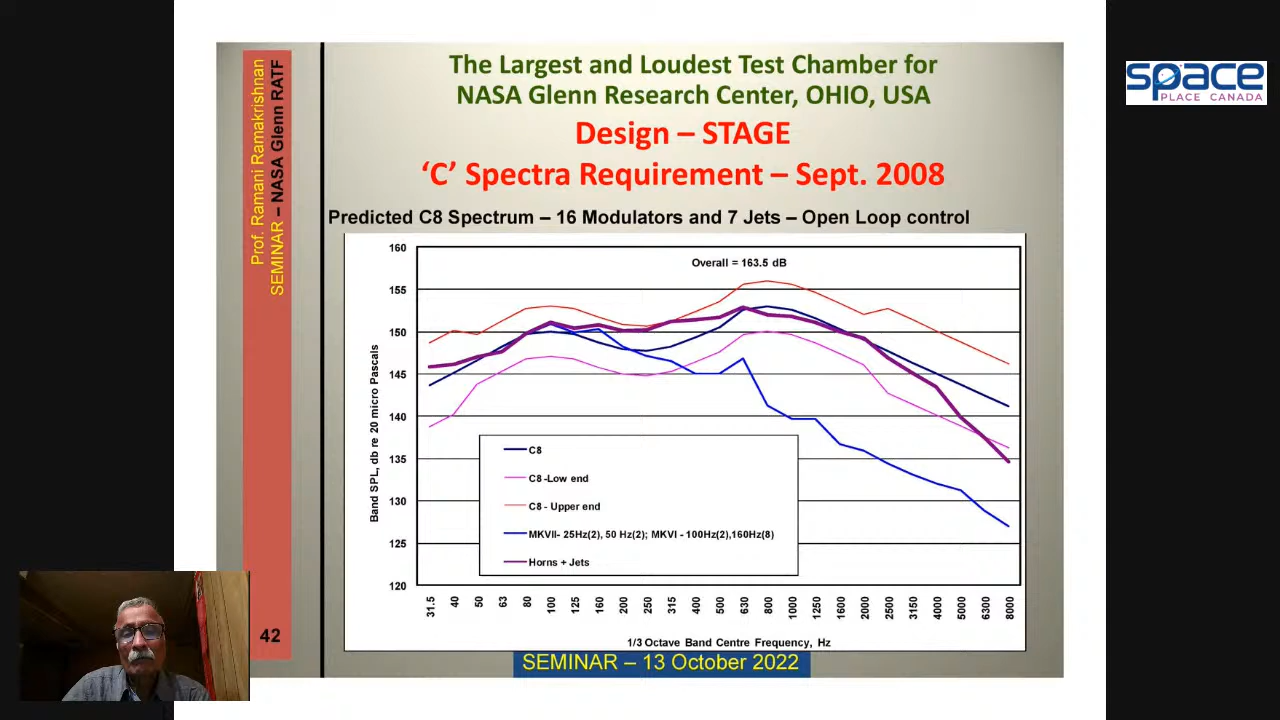 The Largest and Loudest Test Chamber for
NASA Glenn Research Center, OHIO, USA
Design – STAGE
‘C’ Spectra Requirement – Sept. 2008
Prof. Ramani Ramakrishnan
SEMINAR – NASA Glenn RATF
space
PLACE CANADA
Predicted C8 Spectrum – 16 Modulators and 7 Jets – Open Loop control
Overall = 163.5 dB
160
155
150
145
140
135
130
125
120
Band SPL, db re 20 micro Pascals
C8
C8 -Low end
C8 - Upper end
MKVII- 25Hz(2), 50 Hz(2); MKVI - 100Hz(2),160Hz(8)
Horns + Jets
31.5 40 50 63 80 100 125 160 200 250 315 400 500 630 800 1000 1250 1600 2000 2500 3150 4000 5000 6300 8000
1/3 Octave Band Centre Frequency, Hz
42
SEMINAR – 13 October 2022